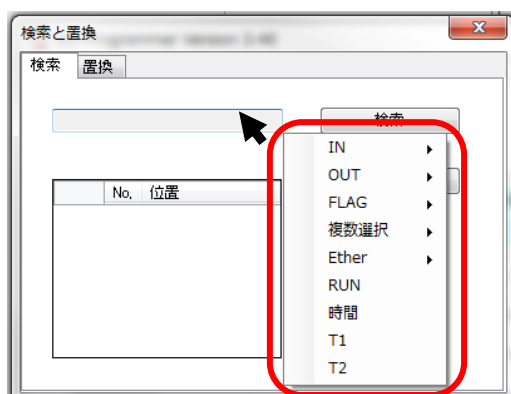 検索と置換
検索 置換
検索
No, 位置
IN
OUT
FLAG
複数選択
Ether
RUN
時間
T1
T2